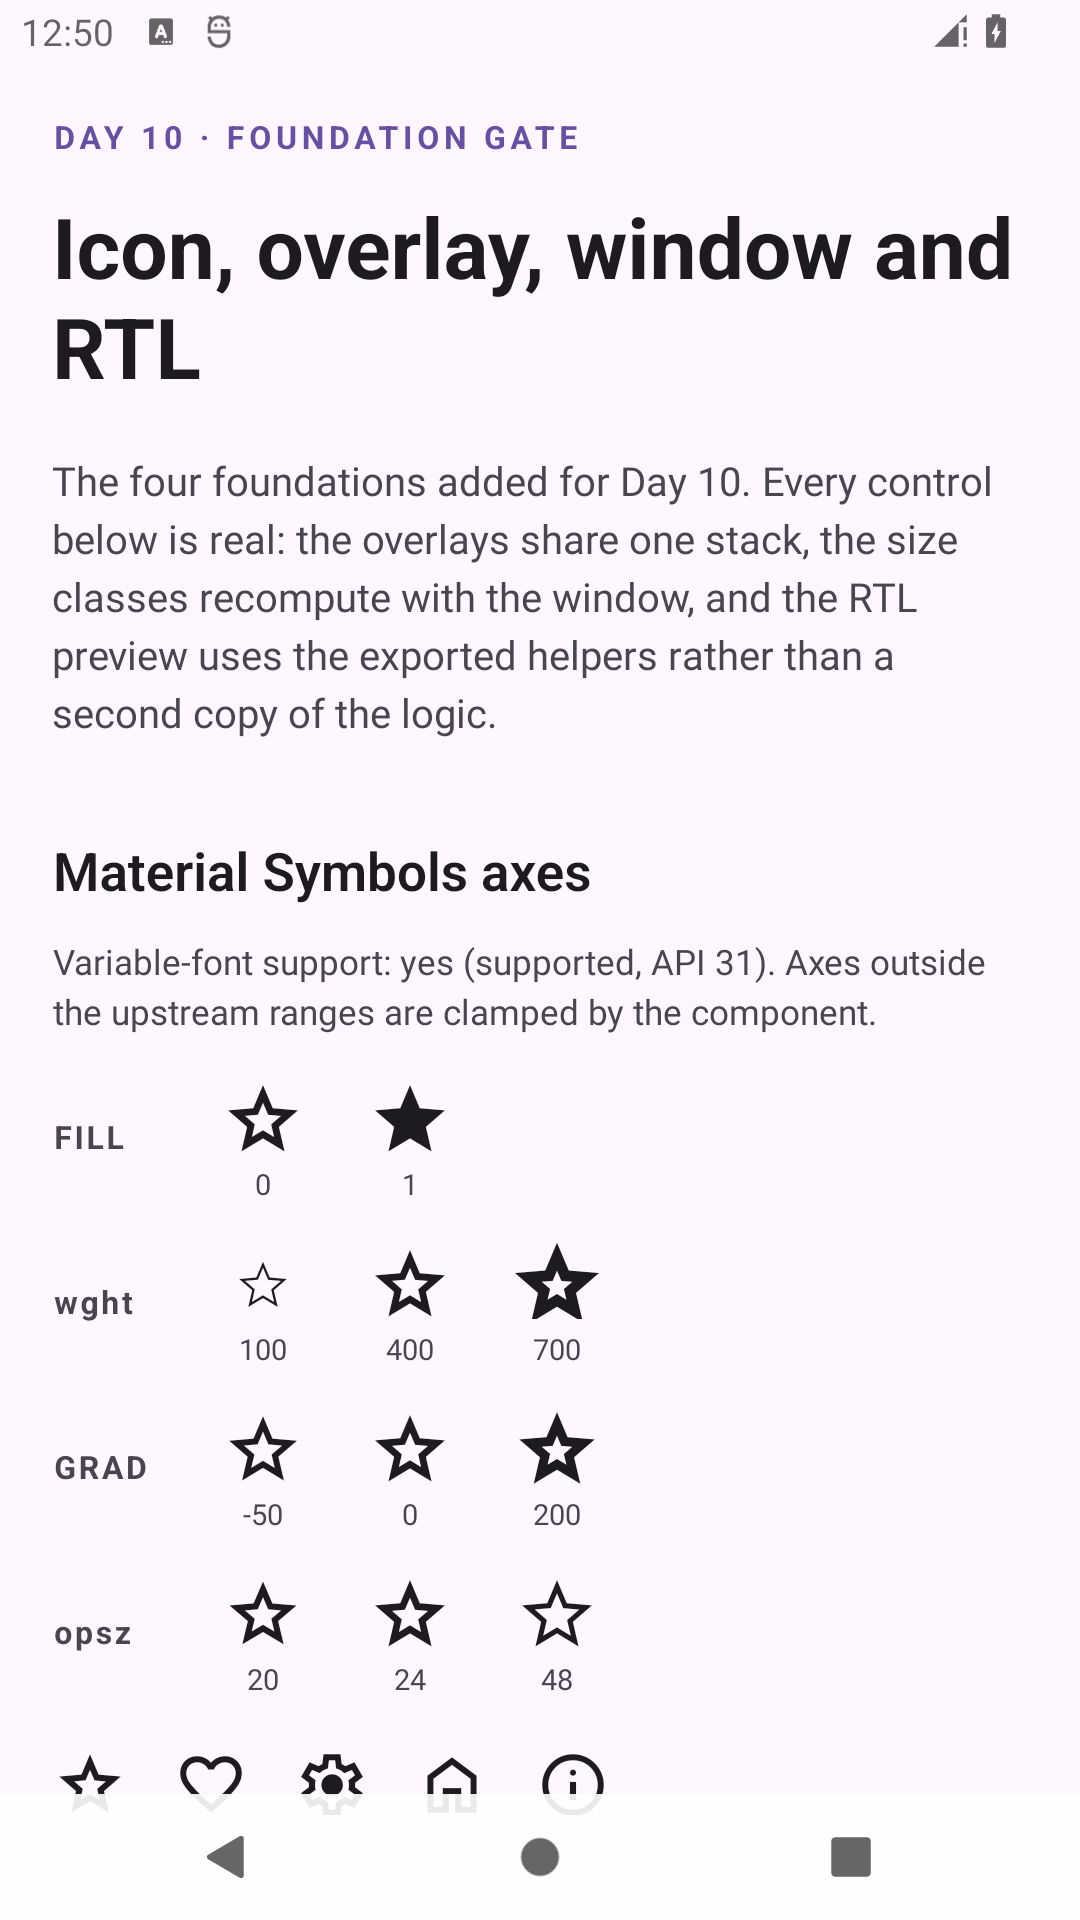 12:50
DAY 10 · FOUNDATION GATE
Icon, overlay, window and
RTL
The four foundations added for Day 10. Every control
below is real: the overlays share one stack, the size
classes recompute with the window, and the RTL
preview uses the exported helpers rather than a
second copy of the logic.
Material Symbols axes
Variable-font support: yes (supported, API 31). Axes outside
the upstream ranges are clamped by the component.
FILL
0 1
wght
100 400 700
GRAD
-50 0 200
opsz
20 24 48